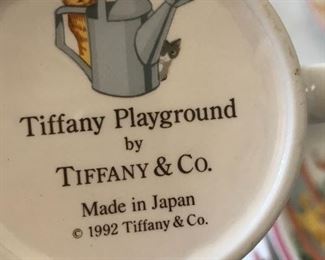 Tiffany Playground
by
TIFFANY & CO.
Made in Japan
© 1992 Tiffany & Co.